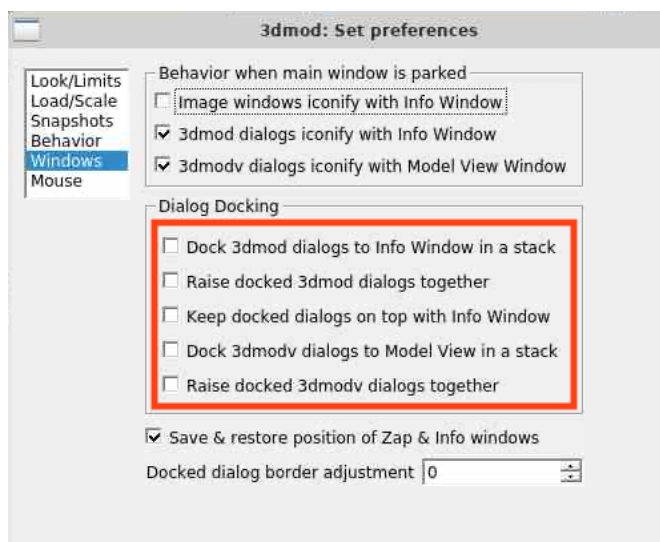 3dmod: Set preferences
Look/Limits
Load/Scale
Snapshots
Behavior
Windows
Mouse
Behavior when main window is parked
Image windows iconify with Info Window
3dmod dialogs iconify with Info Window
3dmodv dialogs iconify with Model View Window
Dialog Docking
Dock 3dmod dialogs to Info Window in a stack
Raise docked 3dmod dialogs together
Keep docked dialogs on top with Info Window
Dock 3dmodv dialogs to Model View in a stack
Raise docked 3dmodv dialogs together
Save & restore position of Zap & Info windows
Docked dialog border adjustment 0